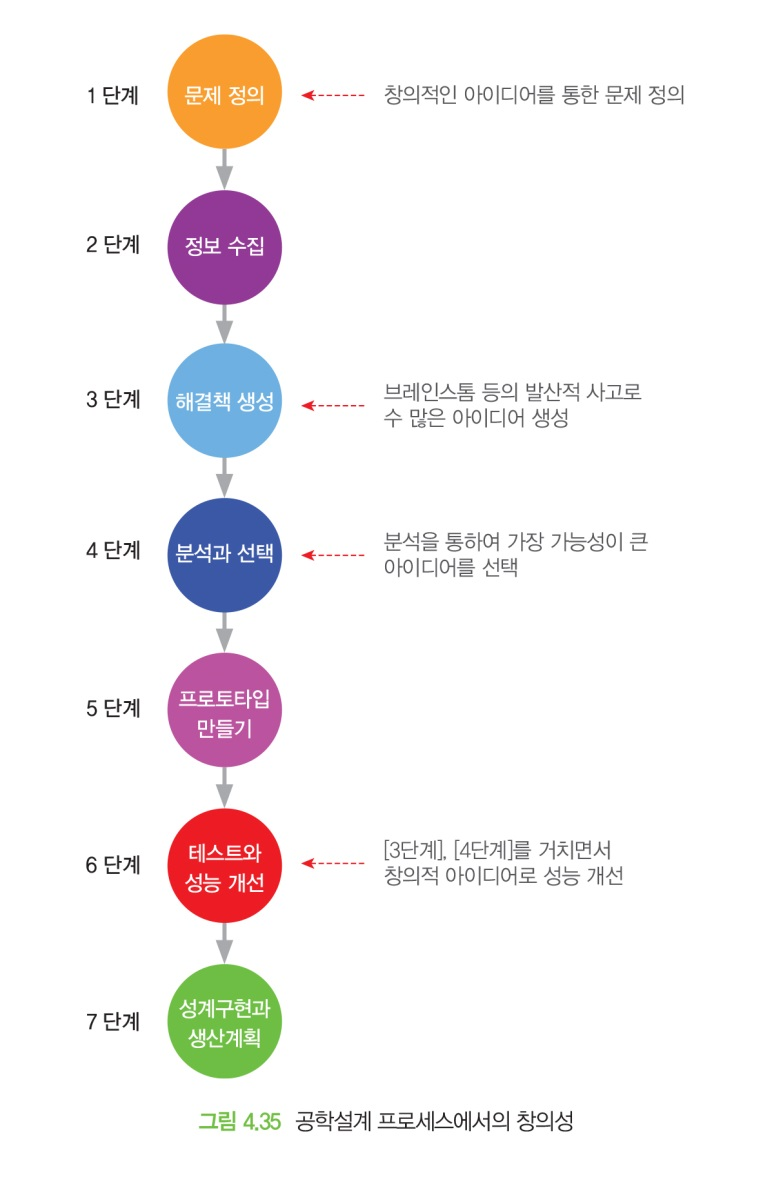 1 단계
문제 정의
창의적인 아이디어를 통한 문제 정의
2 단계
정보 수집
3 단계
해결책 생성
브레인스톰 등의 발산적 사고로
수 많은 아이디어 생성
4 단계
분석과 선택
분석을 통하여 가장 가능성이 큰
아이디어를 선택
5 단계
프로토타입
만들기
6 단계
테스트와
성능 개선
[3단계], [4단계]를 거치면서
창의적 아이디어로 성능 개선
7 단계
성계구현과
생산계획
그림 4.35 공학설계 프로세스에서의 창의성